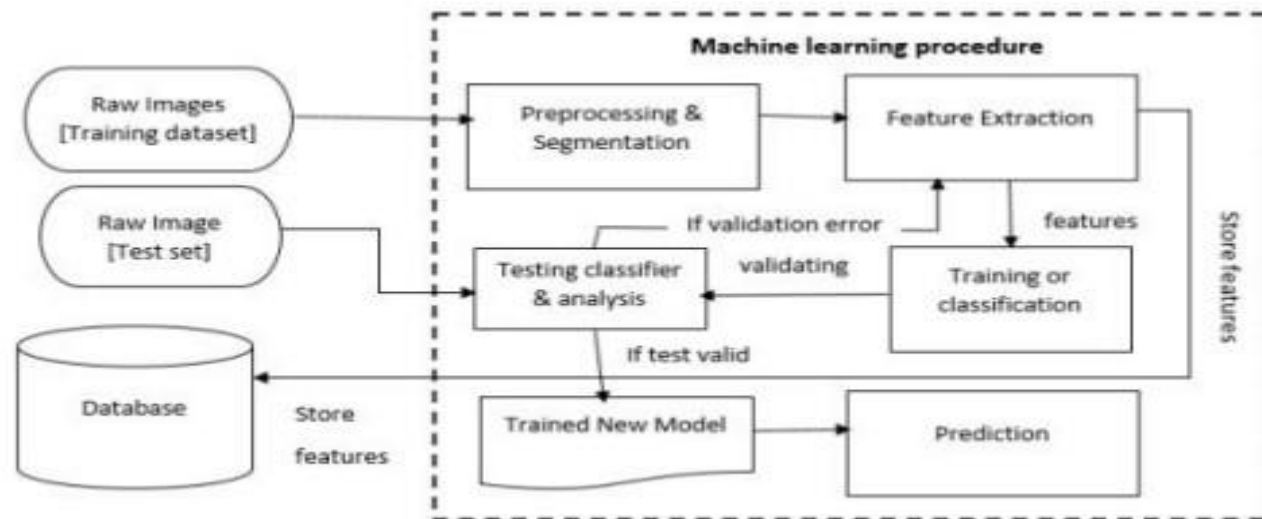 Machine learning procedure
Raw Images
[Training dataset]
Preprocessing &
Segmentation
Feature Extraction
Raw Image
[Test set]
If validation error
features
Store features
Testing classifier
& analysis
validating
Training or
classification
If test valid
Database
Store
features
Trained New Model
Prediction